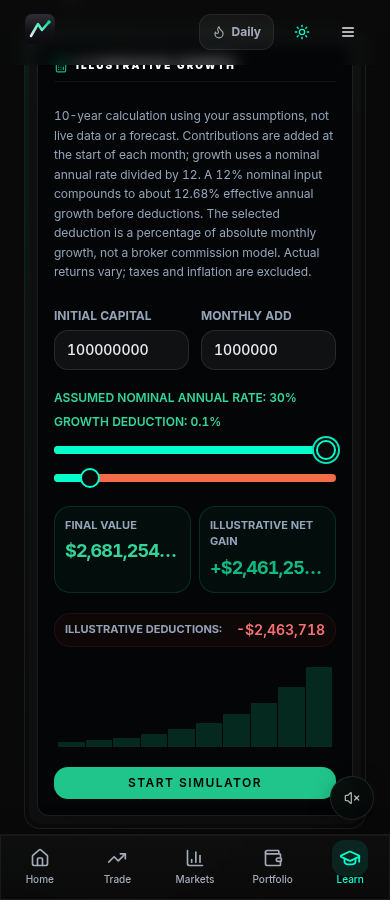 Daily
ILLUSTRATIVE GROWTH
10-year calculation using your assumptions, not
live data or a forecast. Contributions are added at
the start of each month; growth uses a nominal
annual rate divided by 12. A 12% nominal input
compounds to about 12.68% effective annual
growth before deductions. The selected
deduction is a percentage of absolute monthly
growth, not a broker commission model. Actual
returns vary; taxes and inflation are excluded.
INITIAL CAPITAL
MONTHLY ADD
100000000
1000000
ASSUMED NOMINAL ANNUAL RATE: 30%
GROWTH DEDUCTION: 0.1%
FINAL VALUE
$2,681,254...
ILLUSTRATIVE NET
GAIN
+$2,461,25...
ILLUSTRATIVE DEDUCTIONS:
-$2,463,718
START SIMULATOR
Home
Trade
Markets
Portfolio
Learn